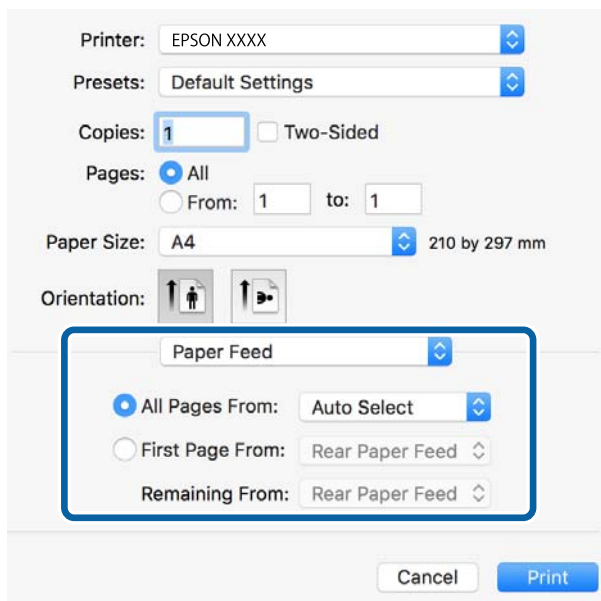 Printer: EPSON XXXX
Presets: Default Settings
Copies: 1 Two-Sided
Pages: All
From: 1 to: 1
Paper Size: A4 210 by 297 mm
Orientation:
Paper Feed
All Pages From: Auto Select
First Page From: Rear Paper Feed
Remaining From: Rear Paper Feed
Cancel Print